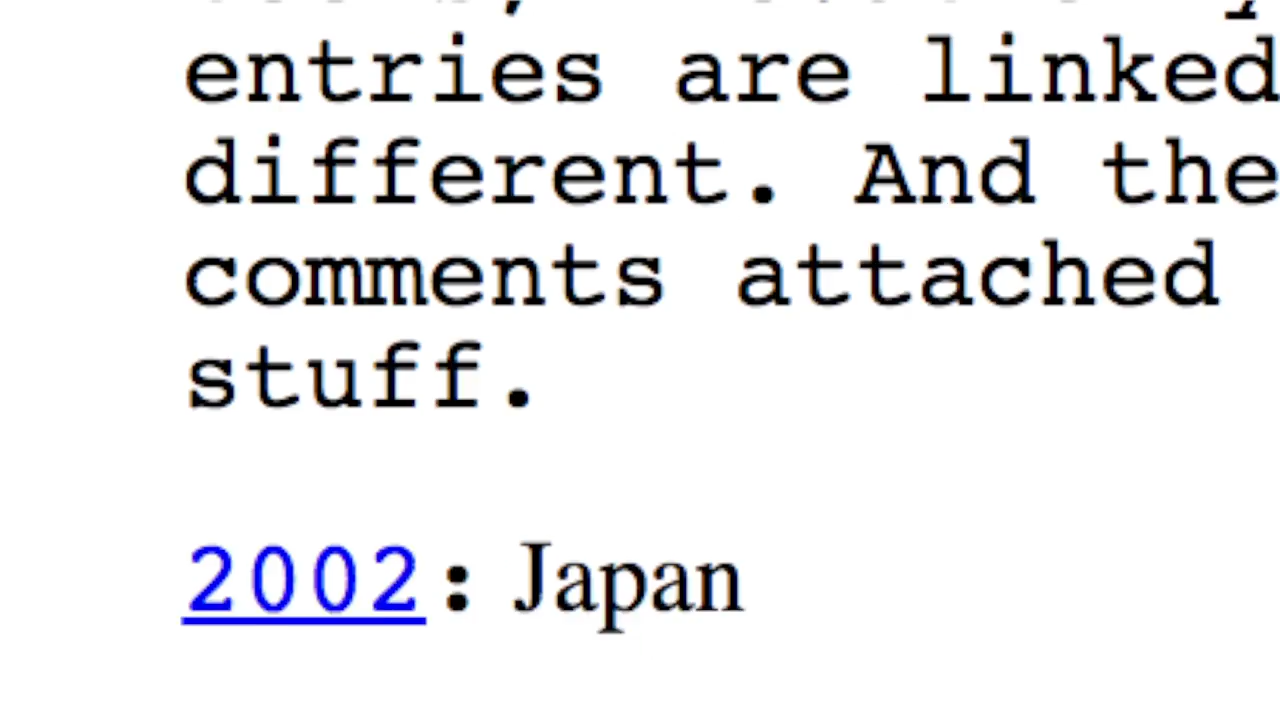 entries are linked
different. And the
comments attached
stuff.
2002: Japan